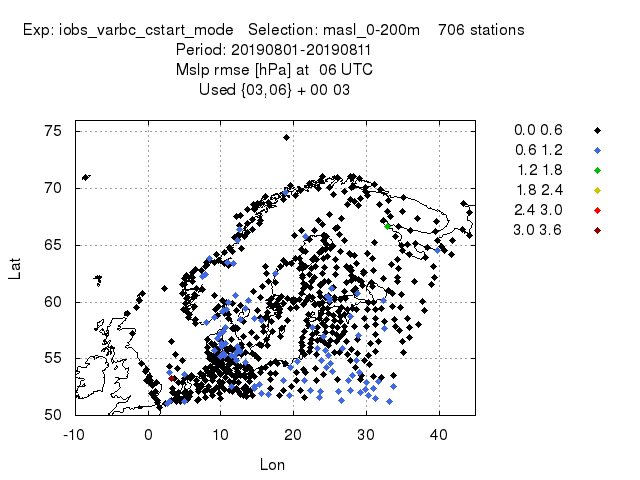 Exp: iobs_varbc_cstart_mode   Selection: masl_0-200m    706 stations
Period: 20190801-20190811
Mslp rmse [hPa] at  06 UTC
Used {03,06} + 00 03
0.0 0.6
0.6 1.2
1.2 1.8
1.8 2.4
2.4 3.0
3.0 3.6
75
70
65
60
55
50
Lat
-10 0 10 20 30 40
Lon